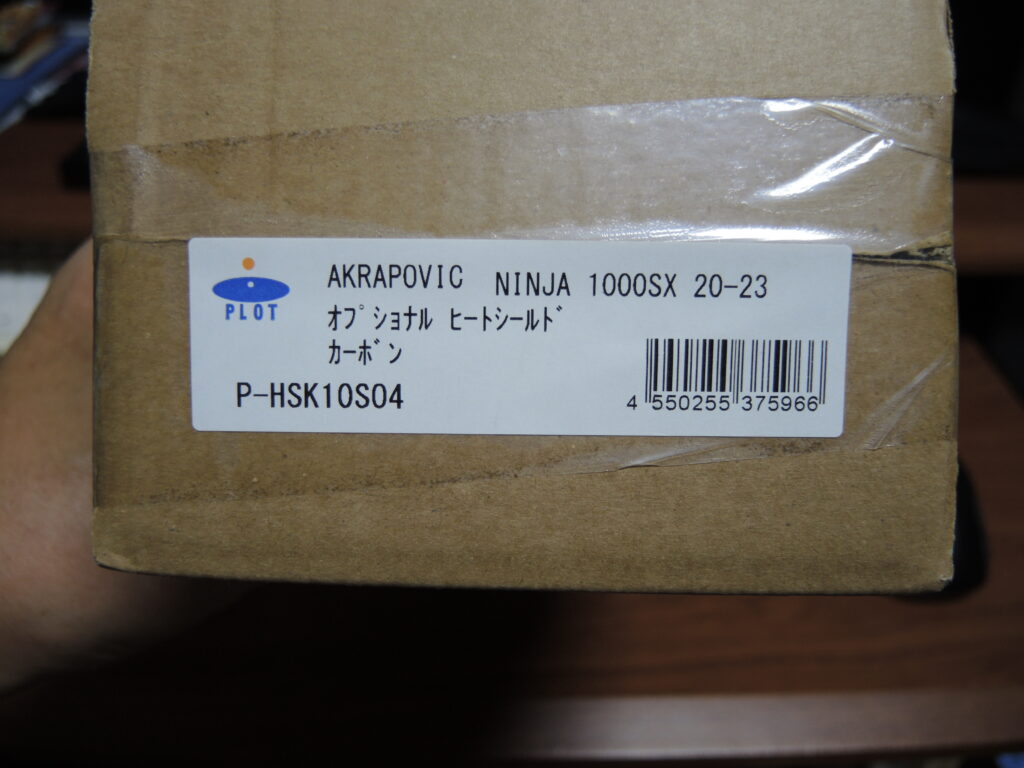 AKRAPOVIC NINJA 1000SX 20-23
PLOT
ｵﾌﾟｼｮﾅﾙ ﾋｰﾄｼｰﾙﾄﾞ
ｶｰﾎﾞﾝ
P-HSK10S04
4 550255 375966